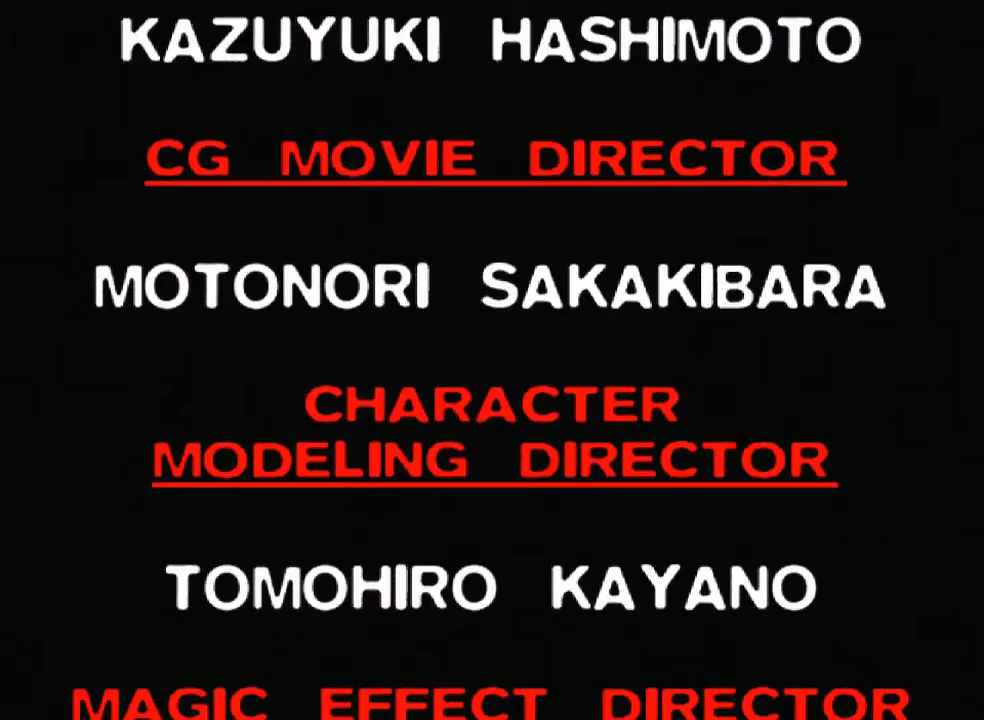 KAZUYUKI HASHIMOTO
CG MOVIE DIRECTOR
MOTONORI SAKAKIBARA
CHARACTER
MODELING DIRECTOR
TOMOHIRO KAYANO
MAGIC EFFECT DIRECTOR